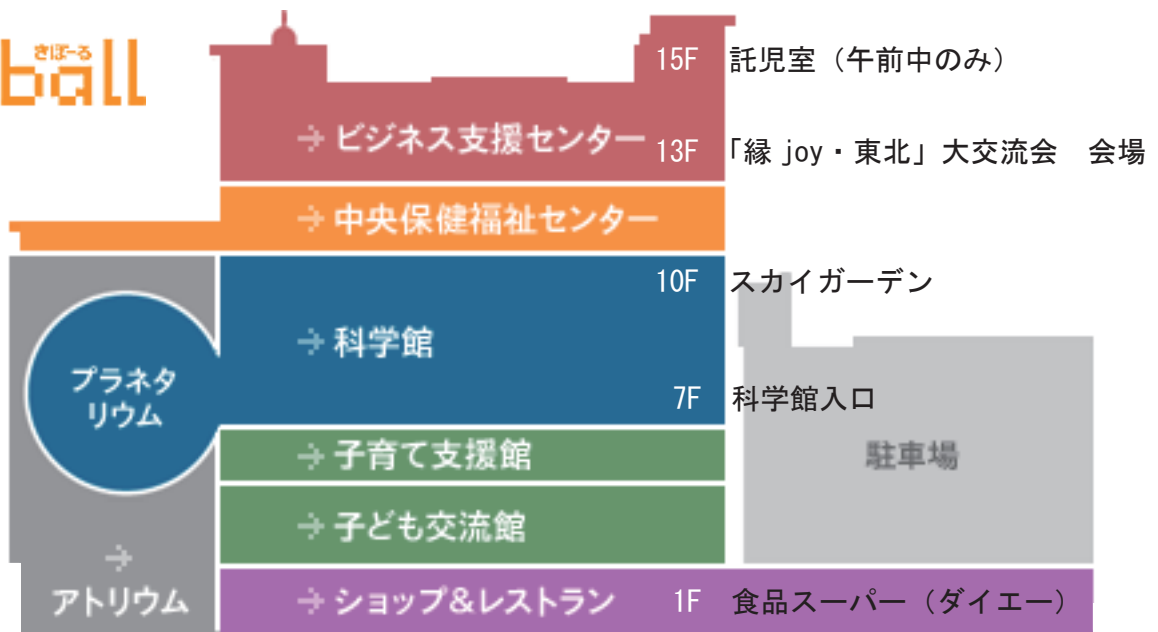 きぼーる
ball
15F 託児室（午前中のみ）
→ビジネス支援センター
13F 「縁 joy・東北」大交流会　会場
→中央保健福祉センター
10F スカイガーデン
→科学館
プラネタ
リウム
7F 科学館入口
→子育て支援館
駐車場
→子ども交流館
→
アトリウム
→ショップ&レストラン
1F 食品スーパー（ダイエー）